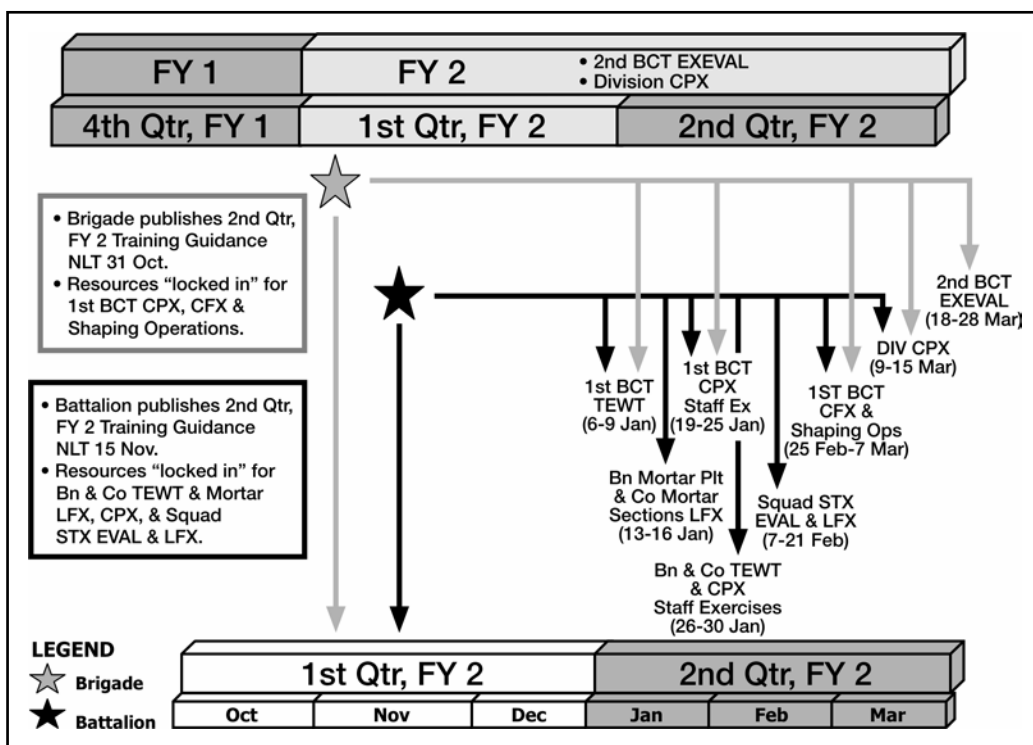 FY 1
FY 2
• 2nd BCT EXEVAL
• Division CPX
4th Qtr, FY 1
1st Qtr, FY 2
2nd Qtr, FY 2
• Brigade publishes 2nd Qtr,
FY 2 Training Guidance
NLT 31 Oct.
• Resources “locked in” for
1st BCT CPX, CFX &
Shaping Operations.
• Battalion publishes 2nd Qtr,
FY 2 Training Guidance
NLT 15 Nov.
• Resources “locked in” for
Bn & Co TEWT & Mortar
LFX, CPX, & Squad
STX EVAL & LFX.
1st BCT
TEWT
(6-9 Jan)
Bn Mortar Plt
& Co Mortar
Sections LFX
(13-16 Jan)
1st BCT
CPX
Staff Ex
(19-25 Jan)
Bn & Co TEWT
& CPX
Staff Exercises
(26-30 Jan)
Squad STX
EVAL & LFX
(7-21 Feb)
1ST BCT
CFX &
Shaping Ops
(25 Feb-7 Mar)
DIV CPX
(9-15 Mar)
2nd BCT
EXEVAL
(18-28 Mar)
LEGEND
Brigade
Battalion
1st Qtr, FY 2
2nd Qtr, FY 2
Oct
Nov
Dec
Jan
Feb
Mar